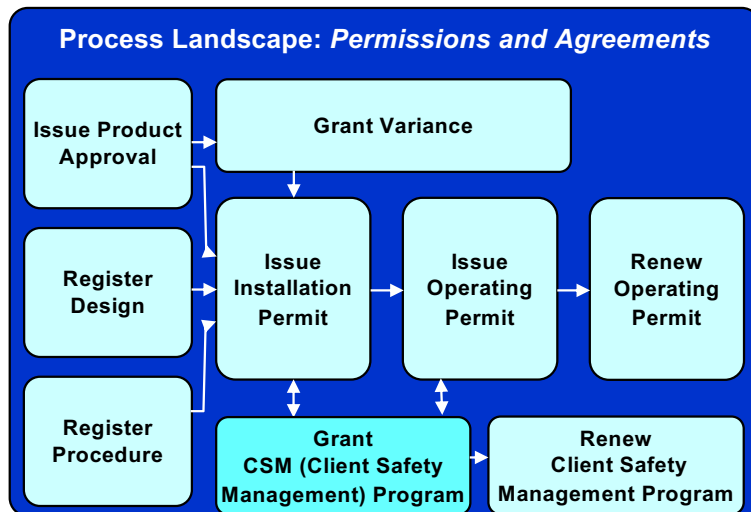 Process Landscape: Permissions and Agreements
Issue Product
Approval
Grant Variance
Register
Design
Issue
Installation
Permit
Issue
Operating
Permit
Renew
Operating
Permit
Register
Procedure
Grant
CSM (Client Safety
Management) Program
Renew
Client Safety
Management Program